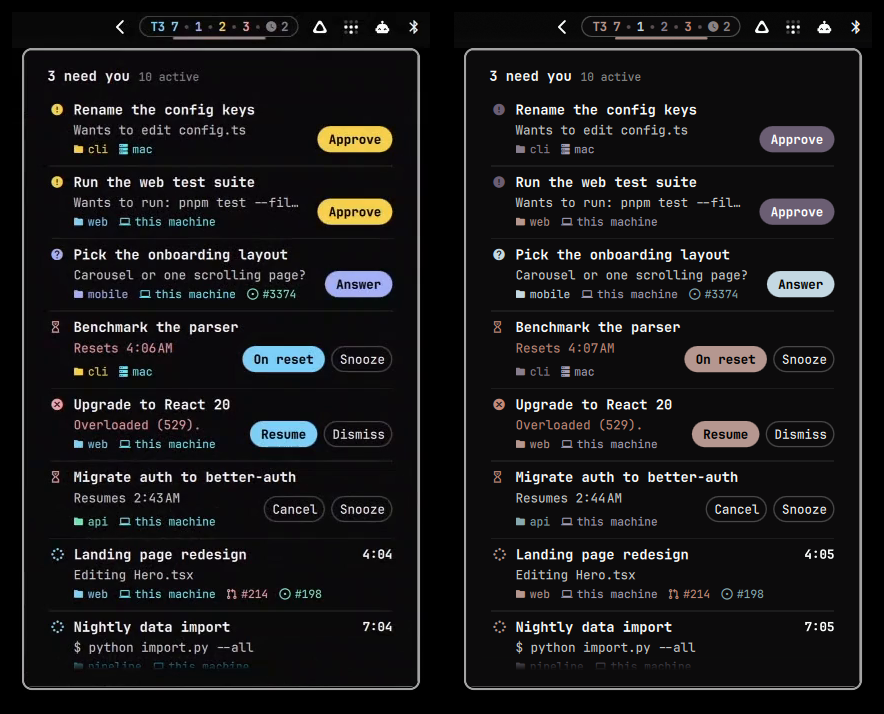 T3 7 · 1 · 2 · 3 · 2
3 need you 10 active
Rename the config keys
Wants to edit config.ts
cli mac
Approve
Run the web test suite
Wants to run: pnpm test --fil…
web this machine
Approve
Pick the onboarding layout
Carousel or one scrolling page?
mobile this machine #3374
Answer
Benchmark the parser
Resets 4:06AM
cli mac
On reset Snooze
Upgrade to React 20
Overloaded (529).
web this machine
Resume Dismiss
Migrate auth to better-auth
Resumes 2:43AM
api this machine
Cancel Snooze
Landing page redesign 4:04
Editing Hero.tsx
web this machine #214 #198
Nightly data import 7:04
$ python import.py --all
pipeline this machine
T3 7 · 1 · 2 · 3 · 2
3 need you 10 active
Rename the config keys
Wants to edit config.ts
cli mac
Approve
Run the web test suite
Wants to run: pnpm test --fil…
web this machine
Approve
Pick the onboarding layout
Carousel or one scrolling page?
mobile this machine #3374
Answer
Benchmark the parser
Resets 4:07AM
cli mac
On reset Snooze
Upgrade to React 20
Overloaded (529).
web this machine
Resume Dismiss
Migrate auth to better-auth
Resumes 2:44AM
api this machine
Cancel Snooze
Landing page redesign 4:05
Editing Hero.tsx
web this machine #214 #198
Nightly data import 7:05
$ python import.py --all
pipeline this machine